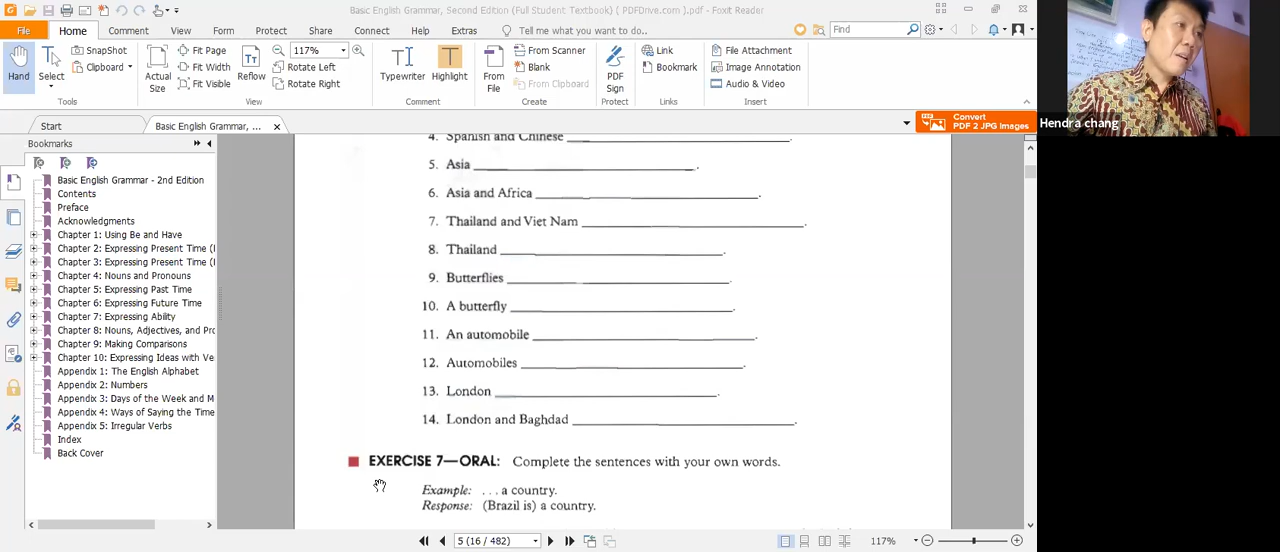 Basic English Grammar, Second Edition (Full Student Textbook) ( PDFDrive.com ).pdf - Foxit Reader
File Home Comment View Form Protect Share Connect Help Extras Tell me what you want to do.. Find
Hand
Select
SnapShot
Clipboard
Actual Size
Fit Page
Fit Width
Fit Visible
Reflow
117%
Rotate Left
Rotate Right
Typewriter
Highlight
From File
From Scanner
Blank
From Clipboard
PDF Sign
Link
Bookmark
File Attachment
Image Annotation
Audio & Video
Tools View Comment Create Protect Links Insert
Start Basic English Grammar, ...
Convert
PDF 2 JPG Images
Hendra chang
Bookmarks
Basic English Grammar - 2nd Edition
Contents
Preface
Acknowledgments
Chapter 1: Using Be and Have
Chapter 2: Expressing Present Time (
Chapter 3: Expressing Present Time (
Chapter 4: Nouns and Pronouns
Chapter 5: Expressing Past Time
Chapter 6: Expressing Future Time
Chapter 7: Expressing Ability
Chapter 8: Nouns, Adjectives, and Pro
Chapter 9: Making Comparisons
Chapter 10: Expressing Ideas with Ve
Appendix 1: The English Alphabet
Appendix 2: Numbers
Appendix 3: Days of the Week and M
Appendix 4: Ways of Saying the Time
Appendix 5: Irregular Verbs
Index
Back Cover
4. Spanish and Chinese ____________.
5. Asia ____________.
6. Asia and Africa ____________.
7. Thailand and Viet Nam ____________.
8. Thailand ____________.
9. Butterflies ____________.
10. A butterfly ____________.
11. An automobile ____________.
12. Automobiles ____________.
13. London ____________.
14. London and Baghdad ____________.
EXERCISE 7—ORAL: Complete the sentences with your own words.
Example: . . . a country.
Response: (Brazil is) a country.
5 (16 / 482)
117%